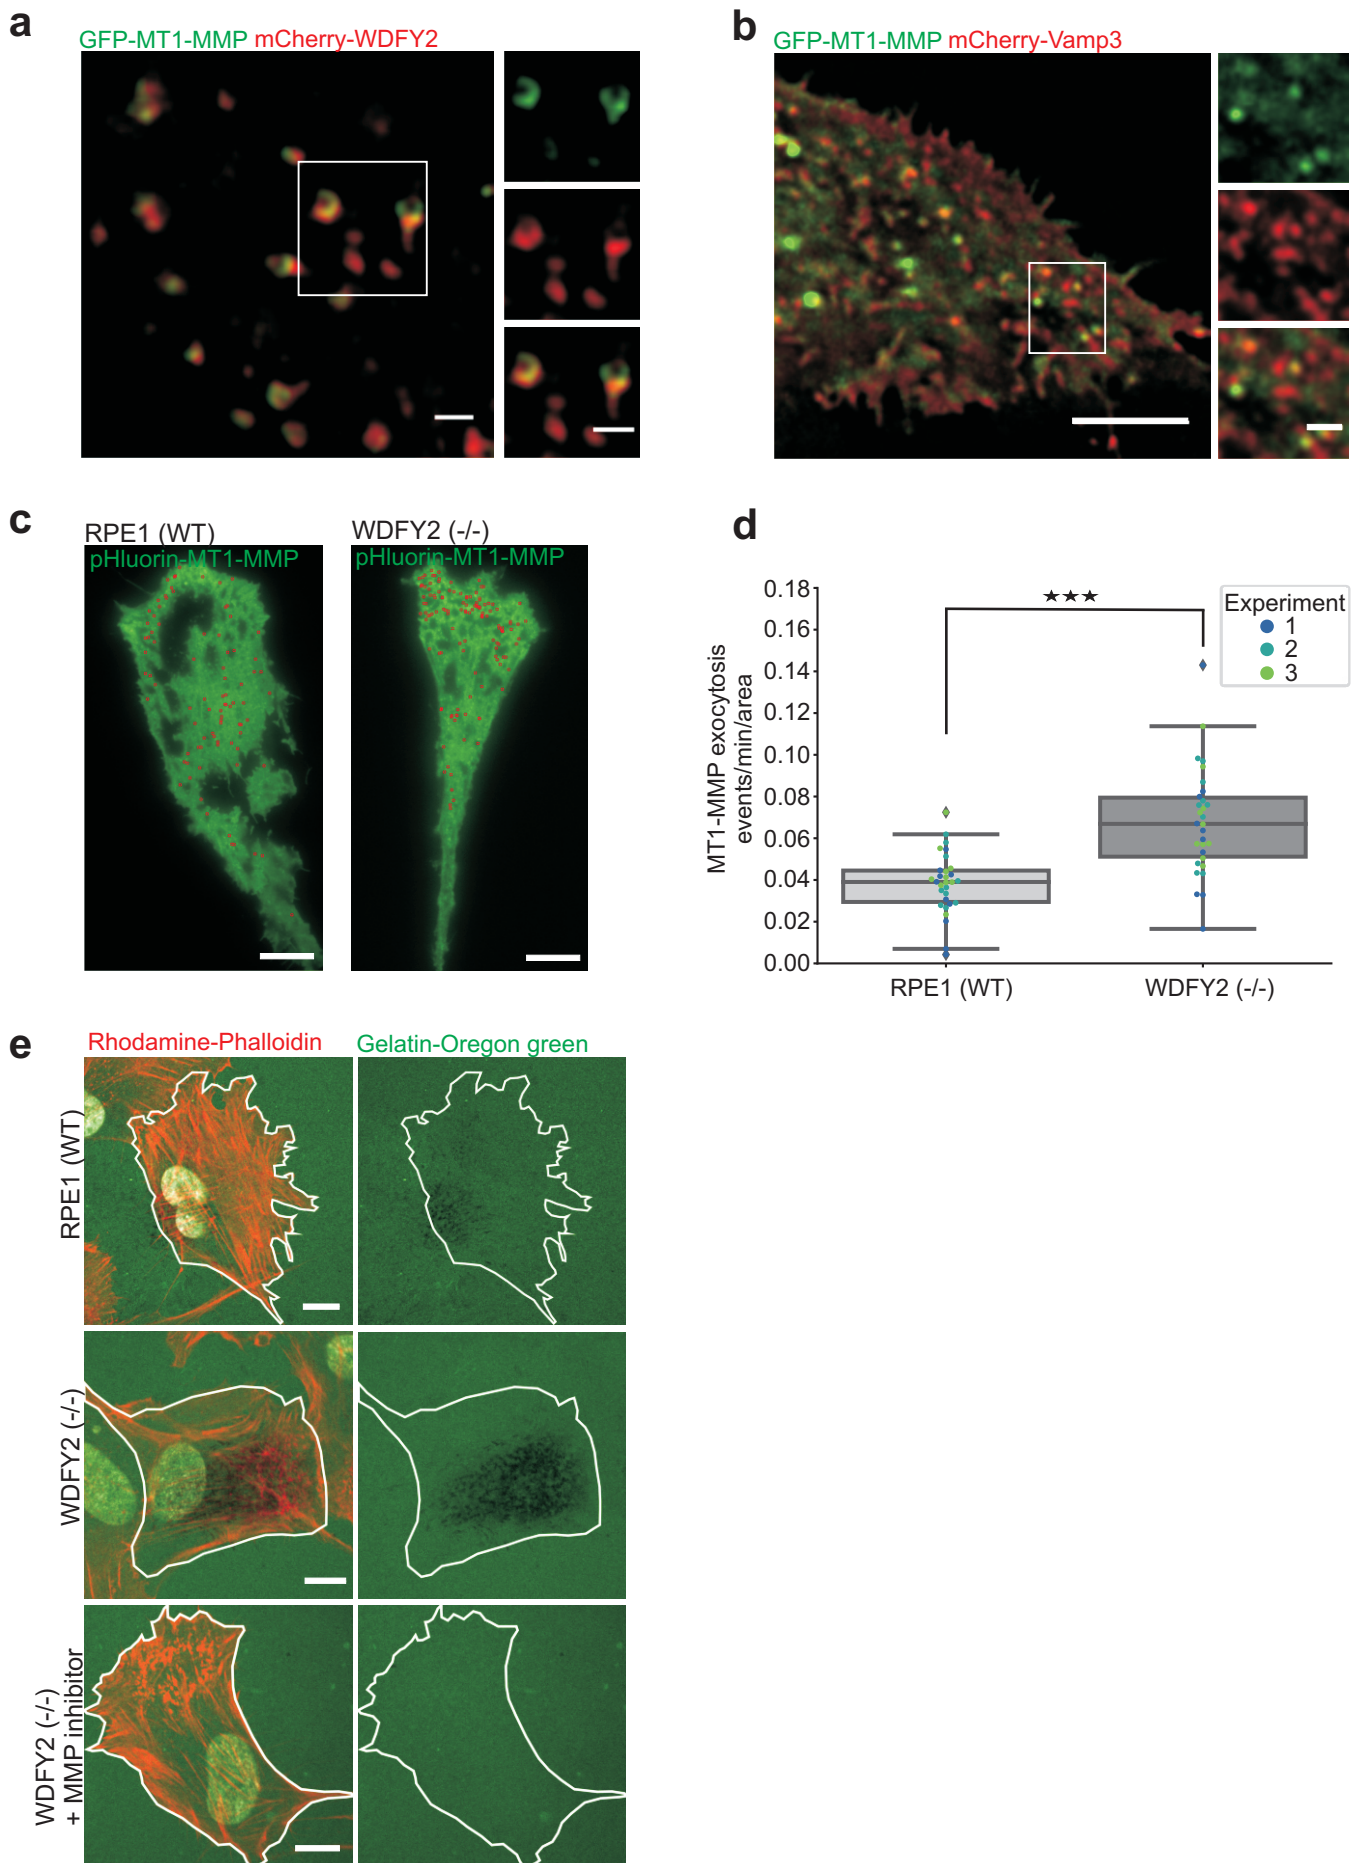 a
GFP-MT1-MMP mCherry-WDFY2
b
GFP-MT1-MMP mCherry-Vamp3
c
RPE1 (WT)
pHluorin-MT1-MMP
WDFY2 (-/-)
pHluorin-MT1-MMP
d
MT1-MMP exocytosis
events/min/area
0.18
0.16
0.14
0.12
0.10
0.08
0.06
0.04
0.02
0.00
★★★
Experiment
1
2
3
RPE1 (WT)
WDFY2 (-/-)
e
Rhodamine-Phalloidin
Gelatin-Oregon green
RPE1 (WT)
WDFY2 (-/-)
WDFY2 (-/-)
+ MMP inhibitor